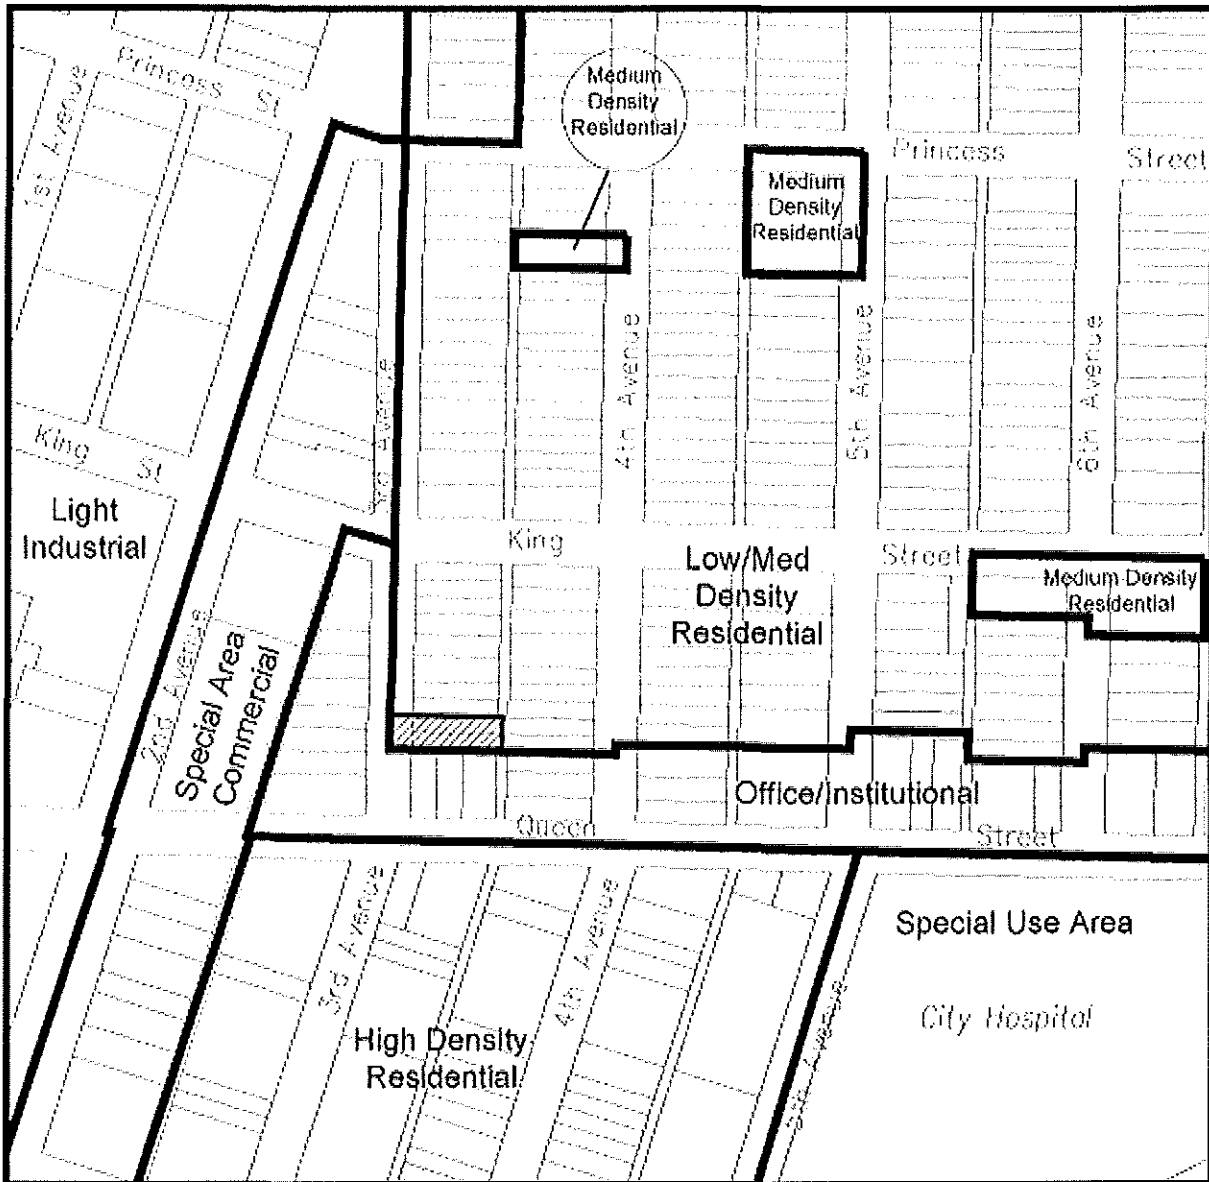 Princess
St
1st Avenue
Medium
Density
Residential
Princess
Street
Medium
Density
Residential
3rd Avenue
4th Avenue
5th Avenue
6th Avenue
King
St
Light
Industrial
King
Street
Low/Med
Density
Residential
Medium Density
Residential
2nd Avenue
Special Area
Commercial
Office/Institutional
Queen
Street
3rd Avenue
4th Avenue
Special Use Area
City Hospital
High Density
Residential
Avenue